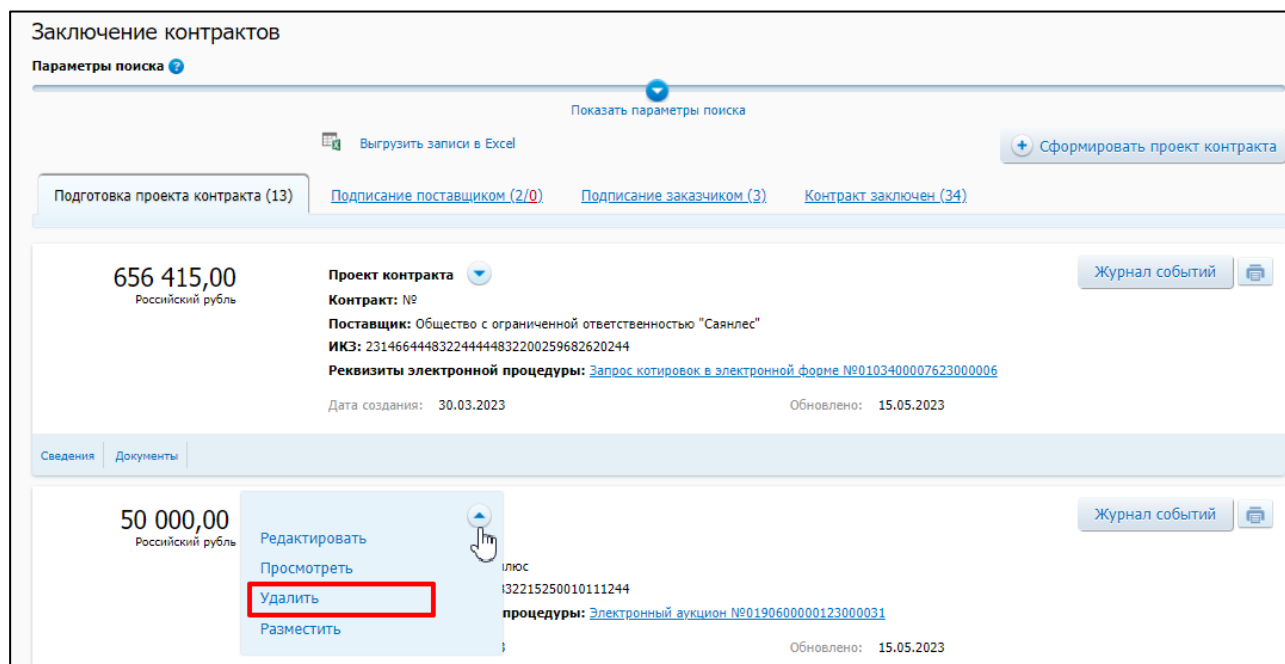 Заключение контрактов
Параметры поиска ?
Показать параметры поиска
Выгрузить записи в Excel
Сформировать проект контракта
Подготовка проекта контракта (13) Подписание поставщиком (2/0) Подписание заказчиком (3) Контракт заключен (34)
656 415,00
Российский рубль
Проект контракта
Журнал событий
Контракт: №
Поставщик: Общество с ограниченной ответственностью "Саянлес"
ИКЗ: 231466444832244444832200259682620244
Реквизиты электронной процедуры: Запрос котировок в электронной форме №0103400007623000006
Дата создания: 30.03.2023 Обновлено: 15.05.2023
Сведения Документы
50 000,00
Российский рубль
Журнал событий
Редактировать
Просмотреть
Удалить
Разместить
люс
332215250010111244
процедуры: Электронный аукцион №0190600000123000031
3 Обновлено: 15.05.2023